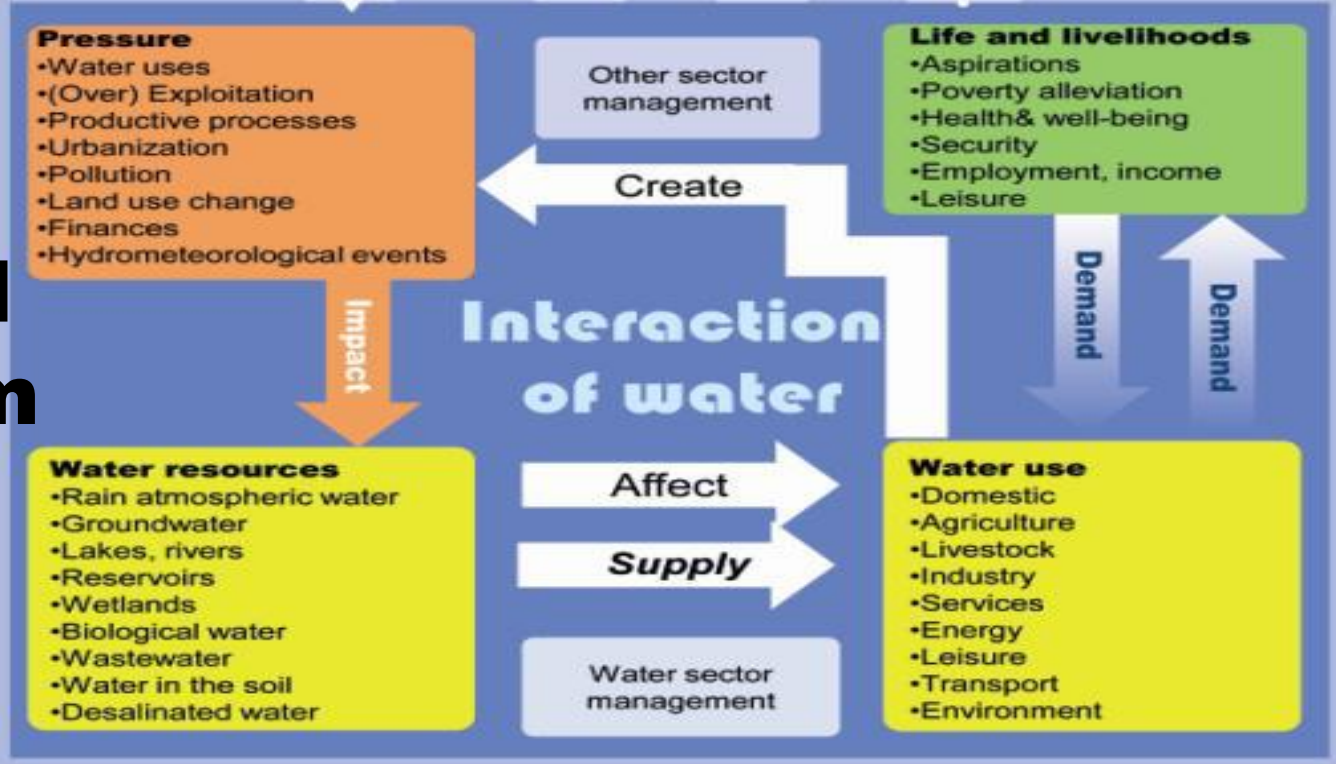 Pressure
•Water uses
•(Over) Exploitation
•Productive processes
•Urbanization
•Pollution
•Land use change
•Finances
•Hydrometeorological events
Other sector
management
Life and livelihoods
•Aspirations
•Poverty alleviation
•Health& well-being
•Security
•Employment, income
•Leisure
Create
Impact
Interaction
of water
Demand
Demand
Water resources
•Rain atmospheric water
•Groundwater
•Lakes, rivers
•Reservoirs
•Wetlands
•Biological water
•Wastewater
•Water in the soil
•Desalinated water
Affect
Supply
Water sector
management
Water use
•Domestic
•Agriculture
•Livestock
•Industry
•Services
•Energy
•Leisure
•Transport
•Environment